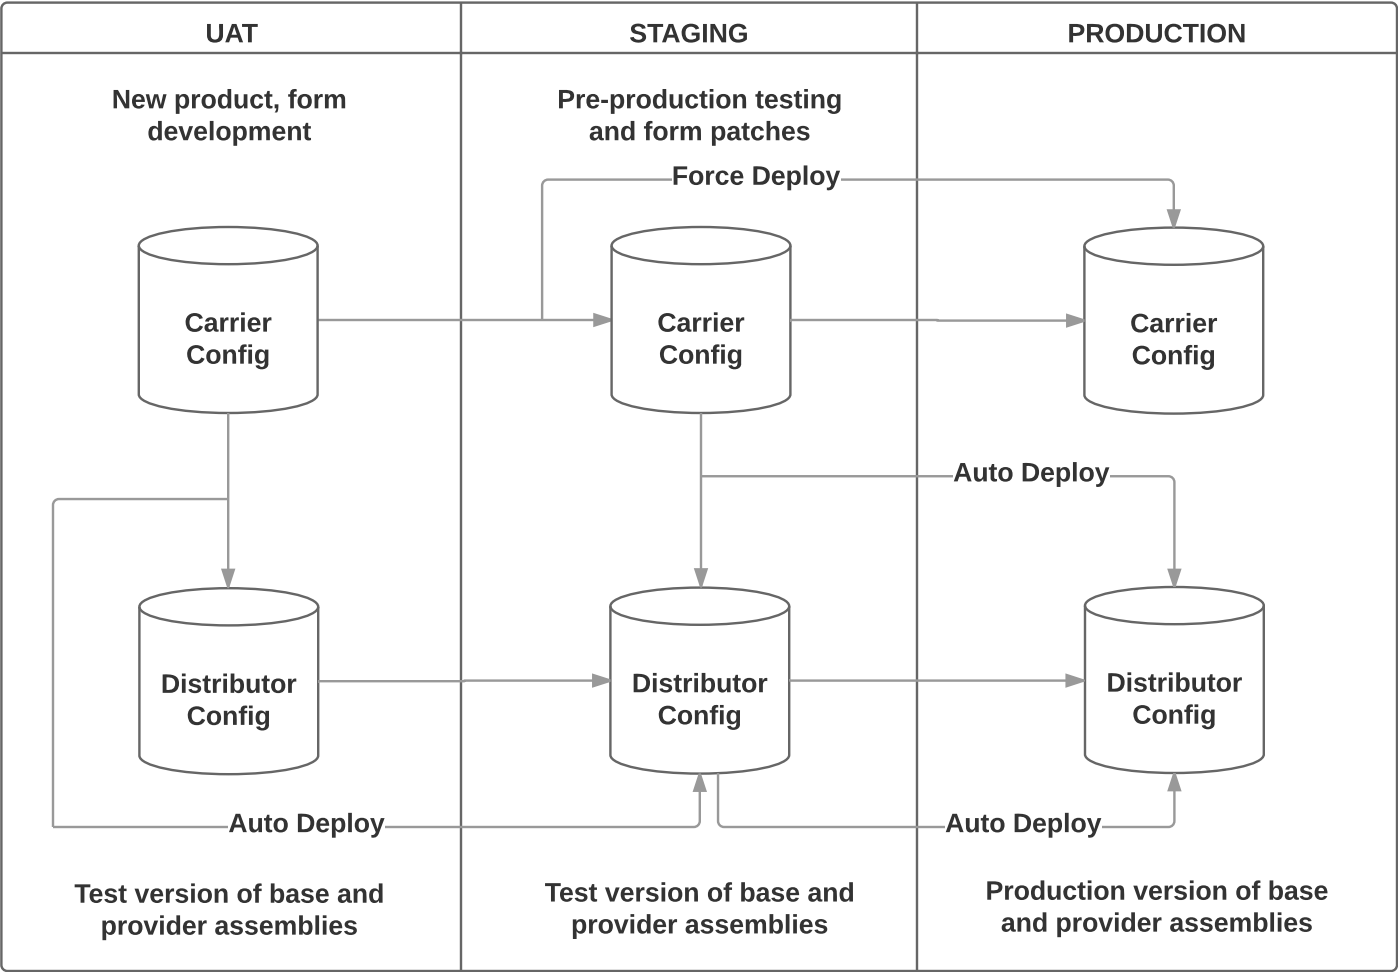 UAT
STAGING
PRODUCTION
New product, form
development
Pre-production testing
and form patches
Force Deploy
Carrier
Config
Carrier
Config
Carrier
Config
Auto Deploy
Distributor
Config
Distributor
Config
Distributor
Config
Auto Deploy
Auto Deploy
Test version of base and
provider assemblies
Test version of base and
provider assemblies
Production version of base
and provider assemblies